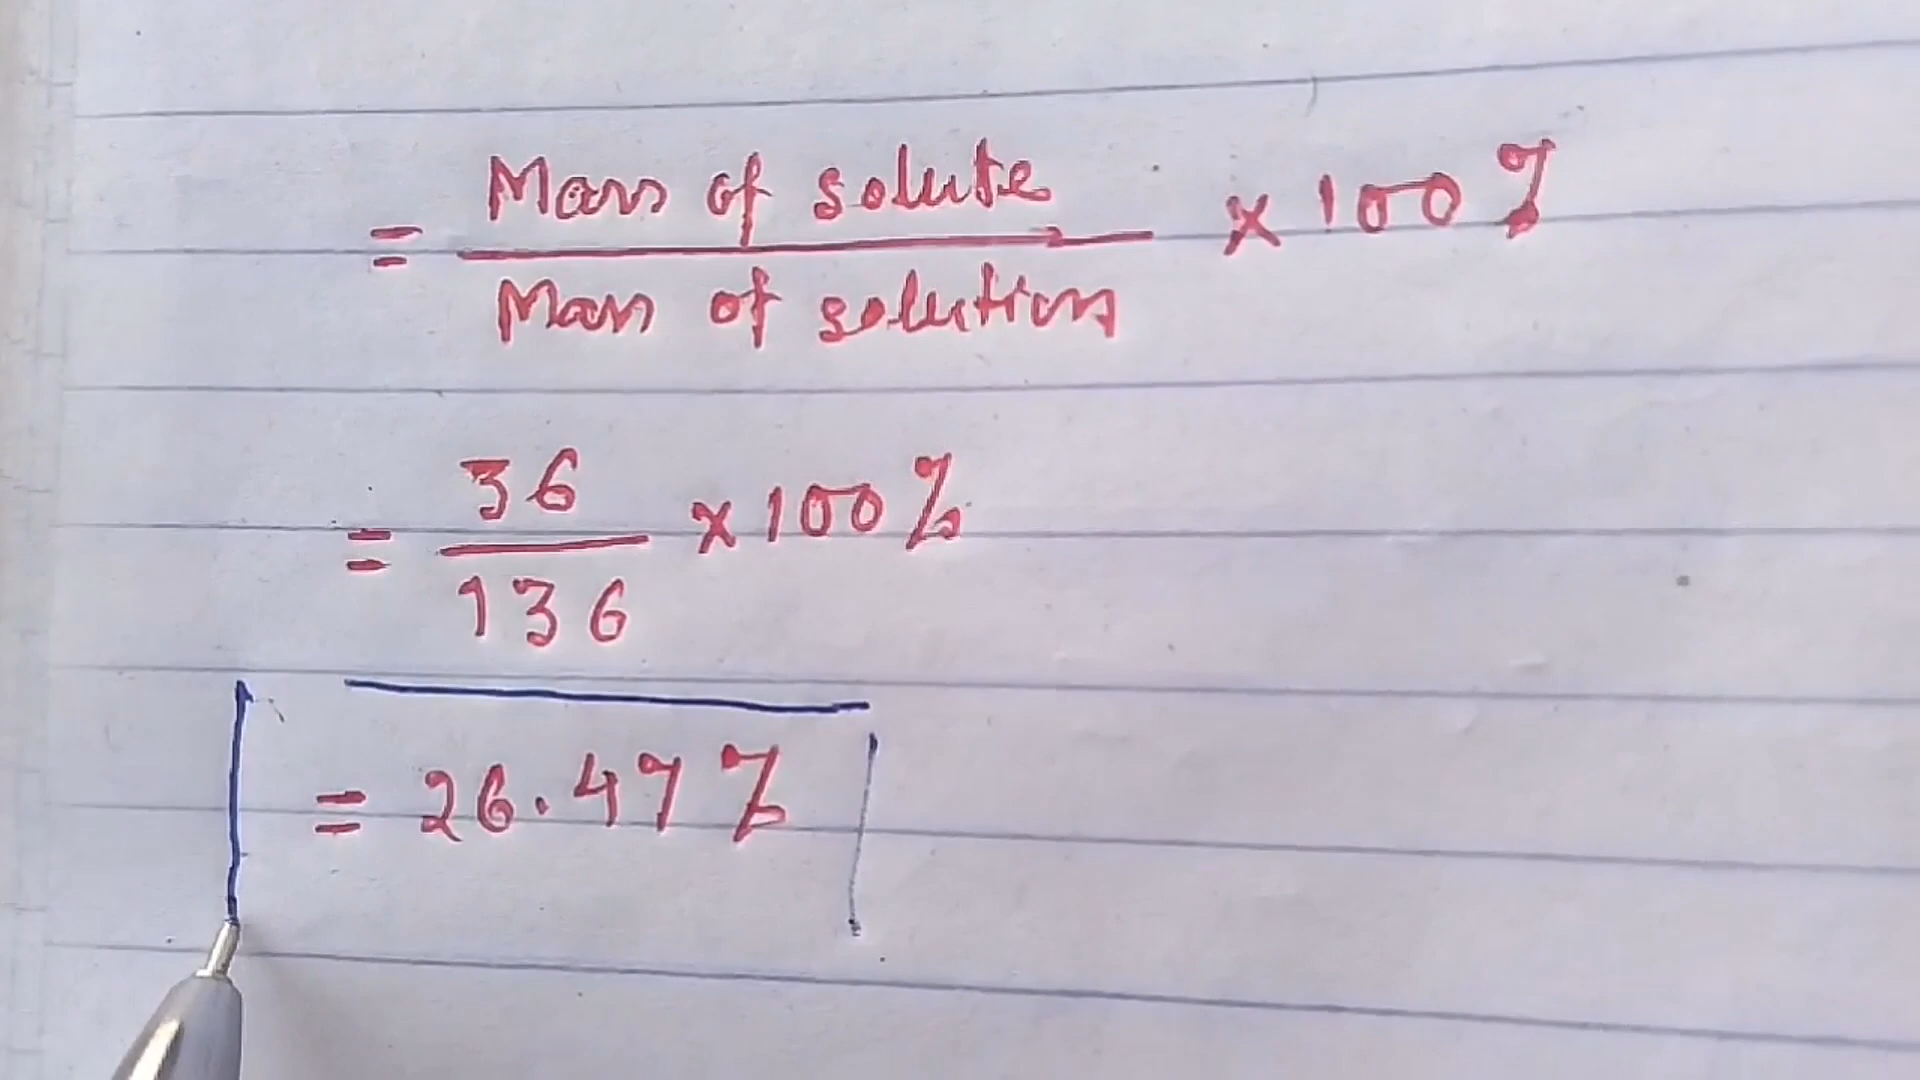 = Mass of solute / Mass of solution × 100 %
= 36 / 136 × 100 %
= 26.47 %